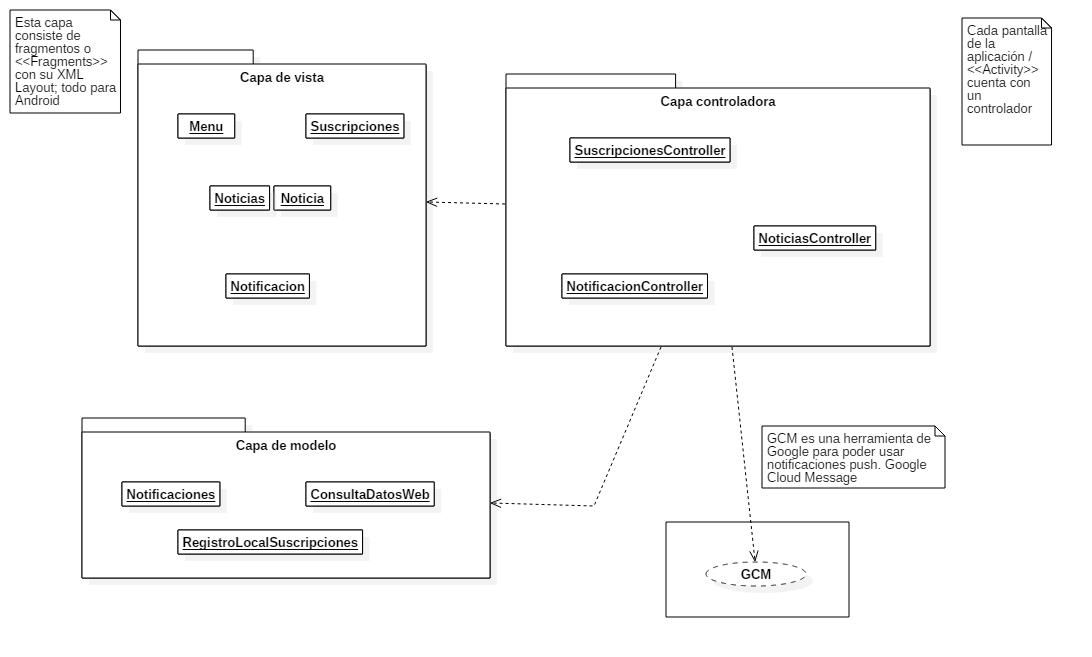 Esta capa
consiste de
fragmentos o
<<Fragments>>
con su XML
Layout; todo para
Android
Capa de vista
Menu
Suscripciones
Noticias
Noticia
Notificacion
Capa controladora
SuscripcionesController
NoticiasController
NotificacionController
Cada pantalla
de la
aplicación /
<<Activity>>
cuenta con
un
controlador
Capa de modelo
Notificaciones
ConsultaDatosWeb
RegistroLocalSuscripciones
GCM es una herramienta de
Google para poder usar
notificaciones push. Google
Cloud Message
GCM